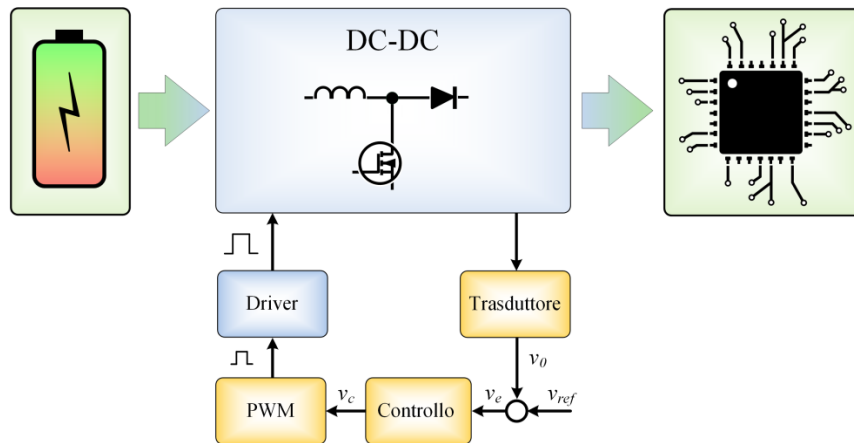 DC-DC
Driver
Trasduttore
v0
PWM
vc
Controllo
ve
vref